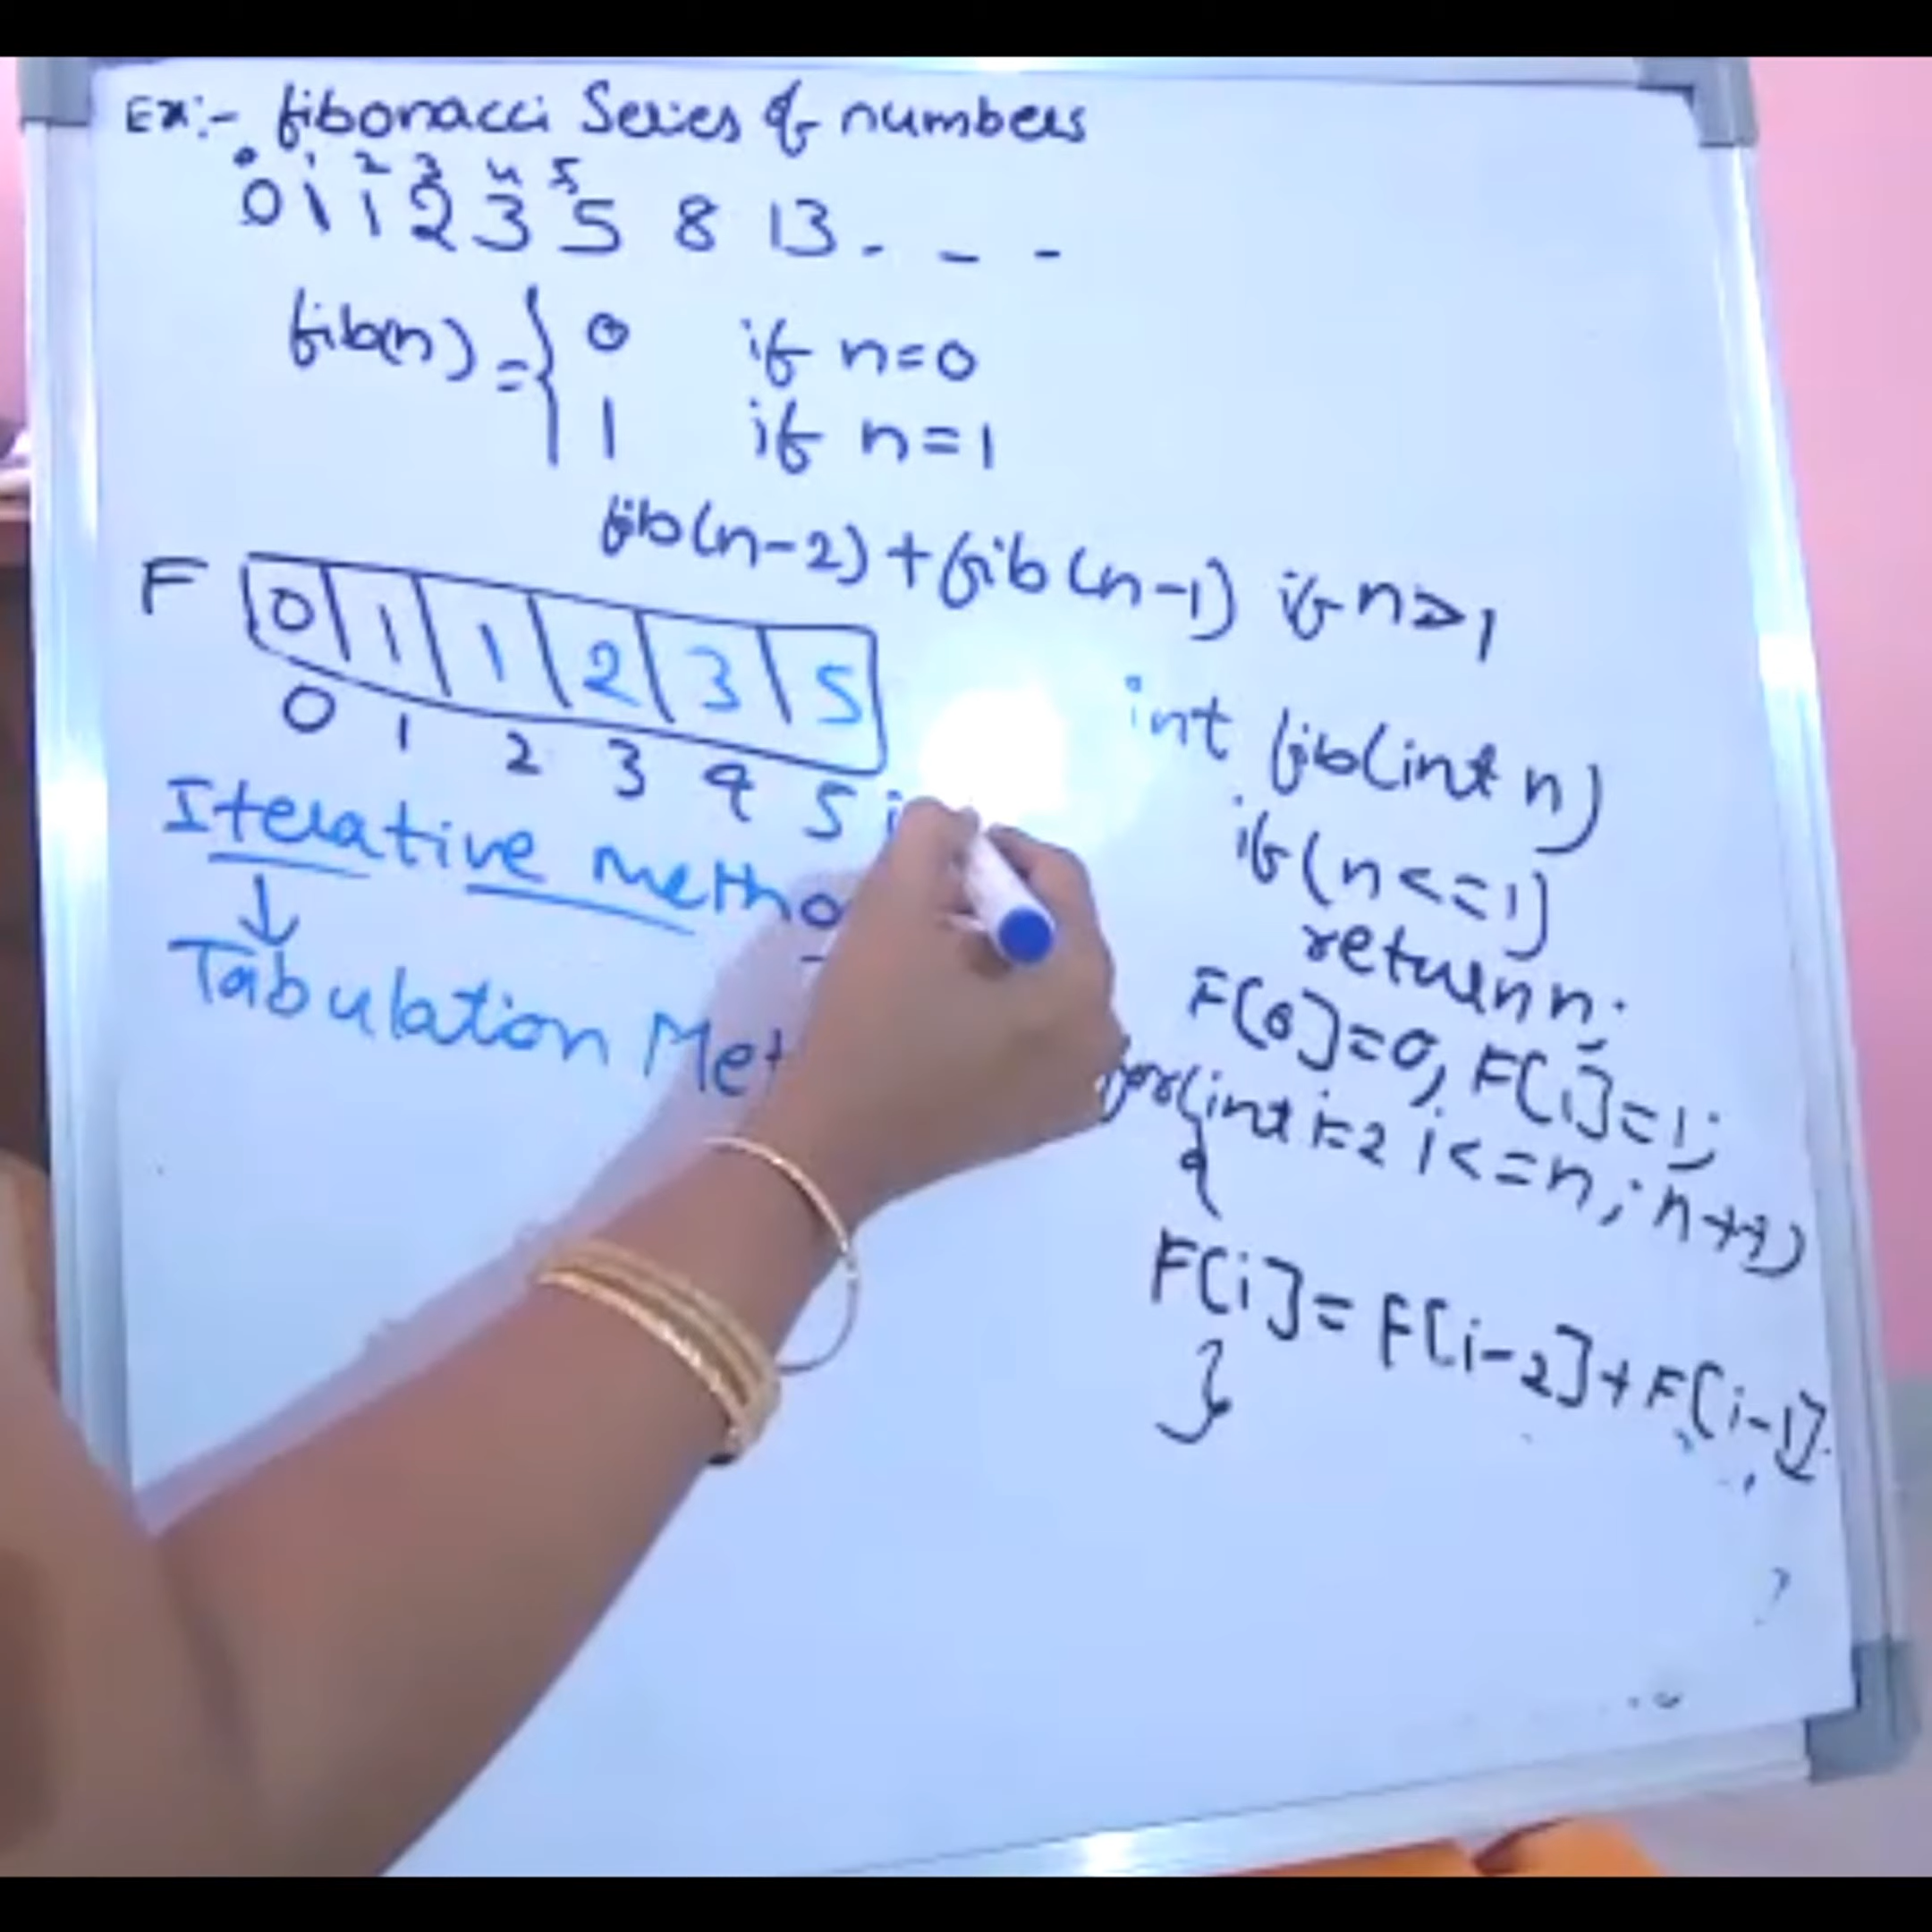 Ex:- fibonacci Series of numbers
0 1 2 3 4 5
0 1 1 2 3 5 8 13 - - -
fib(n) = { 0 if n=0
1 if n=1
fib(n-2)+fib(n-1) if n>1
F 0 1 1 2 3 5
0 1 2 3 4 5 i
Iterative metho
↓
Tabulation Met
int fib(int n)
if(n<=1)
return n;
F[0]=0, F[1]=1;
for(int i=2 i<=n; n++)
{
F[i]=F[i-2]+F[i-1]
}